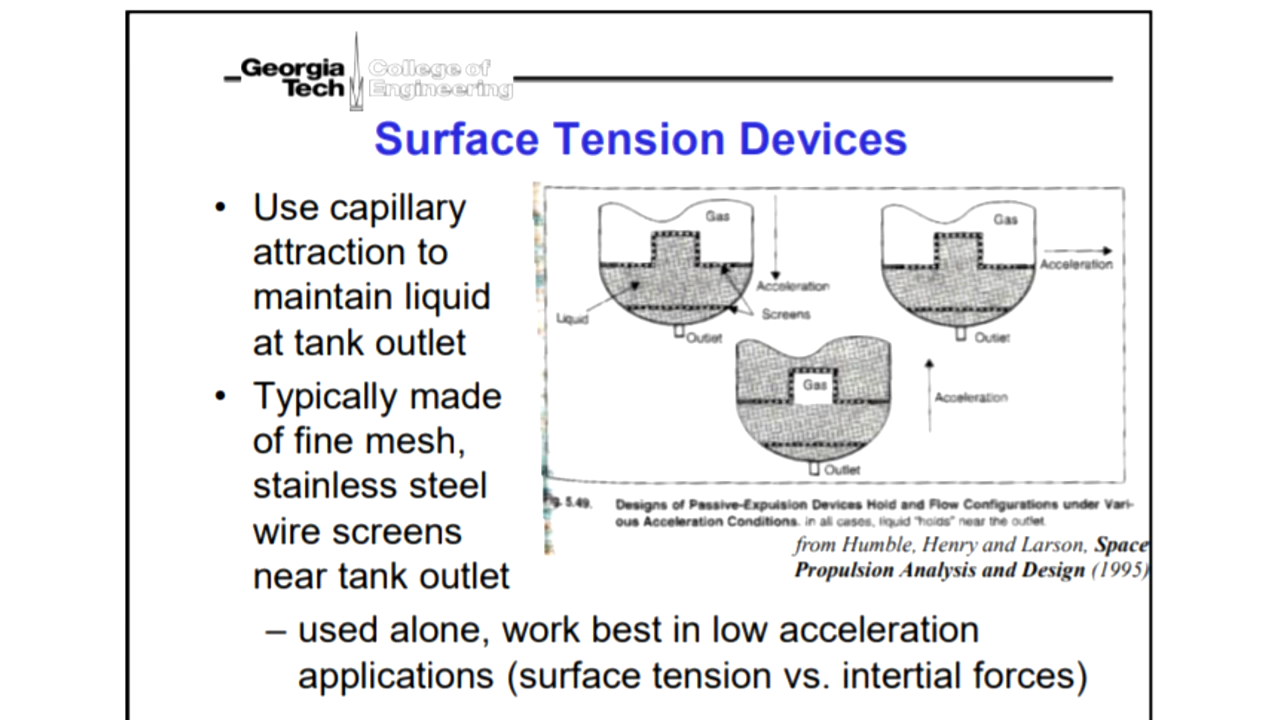 Georgia
Tech
College of
Engineering
Surface Tension Devices
• Use capillary
attraction to
maintain liquid
at tank outlet
• Typically made
of fine mesh,
stainless steel
wire screens
near tank outlet
– used alone, work best in low acceleration
applications (surface tension vs. intertial forces)
Gas
Acceleration
Liquid
Screens
Outlet
Gas
Acceleration
Outlet
Gas
Acceleration
Outlet
Fig. 5.49. Designs of Passive-Expulsion Devices Hold and Flow Configurations under Vari-
ous Acceleration Conditions. In all cases, liquid "holds" near the outlet.
from Humble, Henry and Larson, Space
Propulsion Analysis and Design (1995)